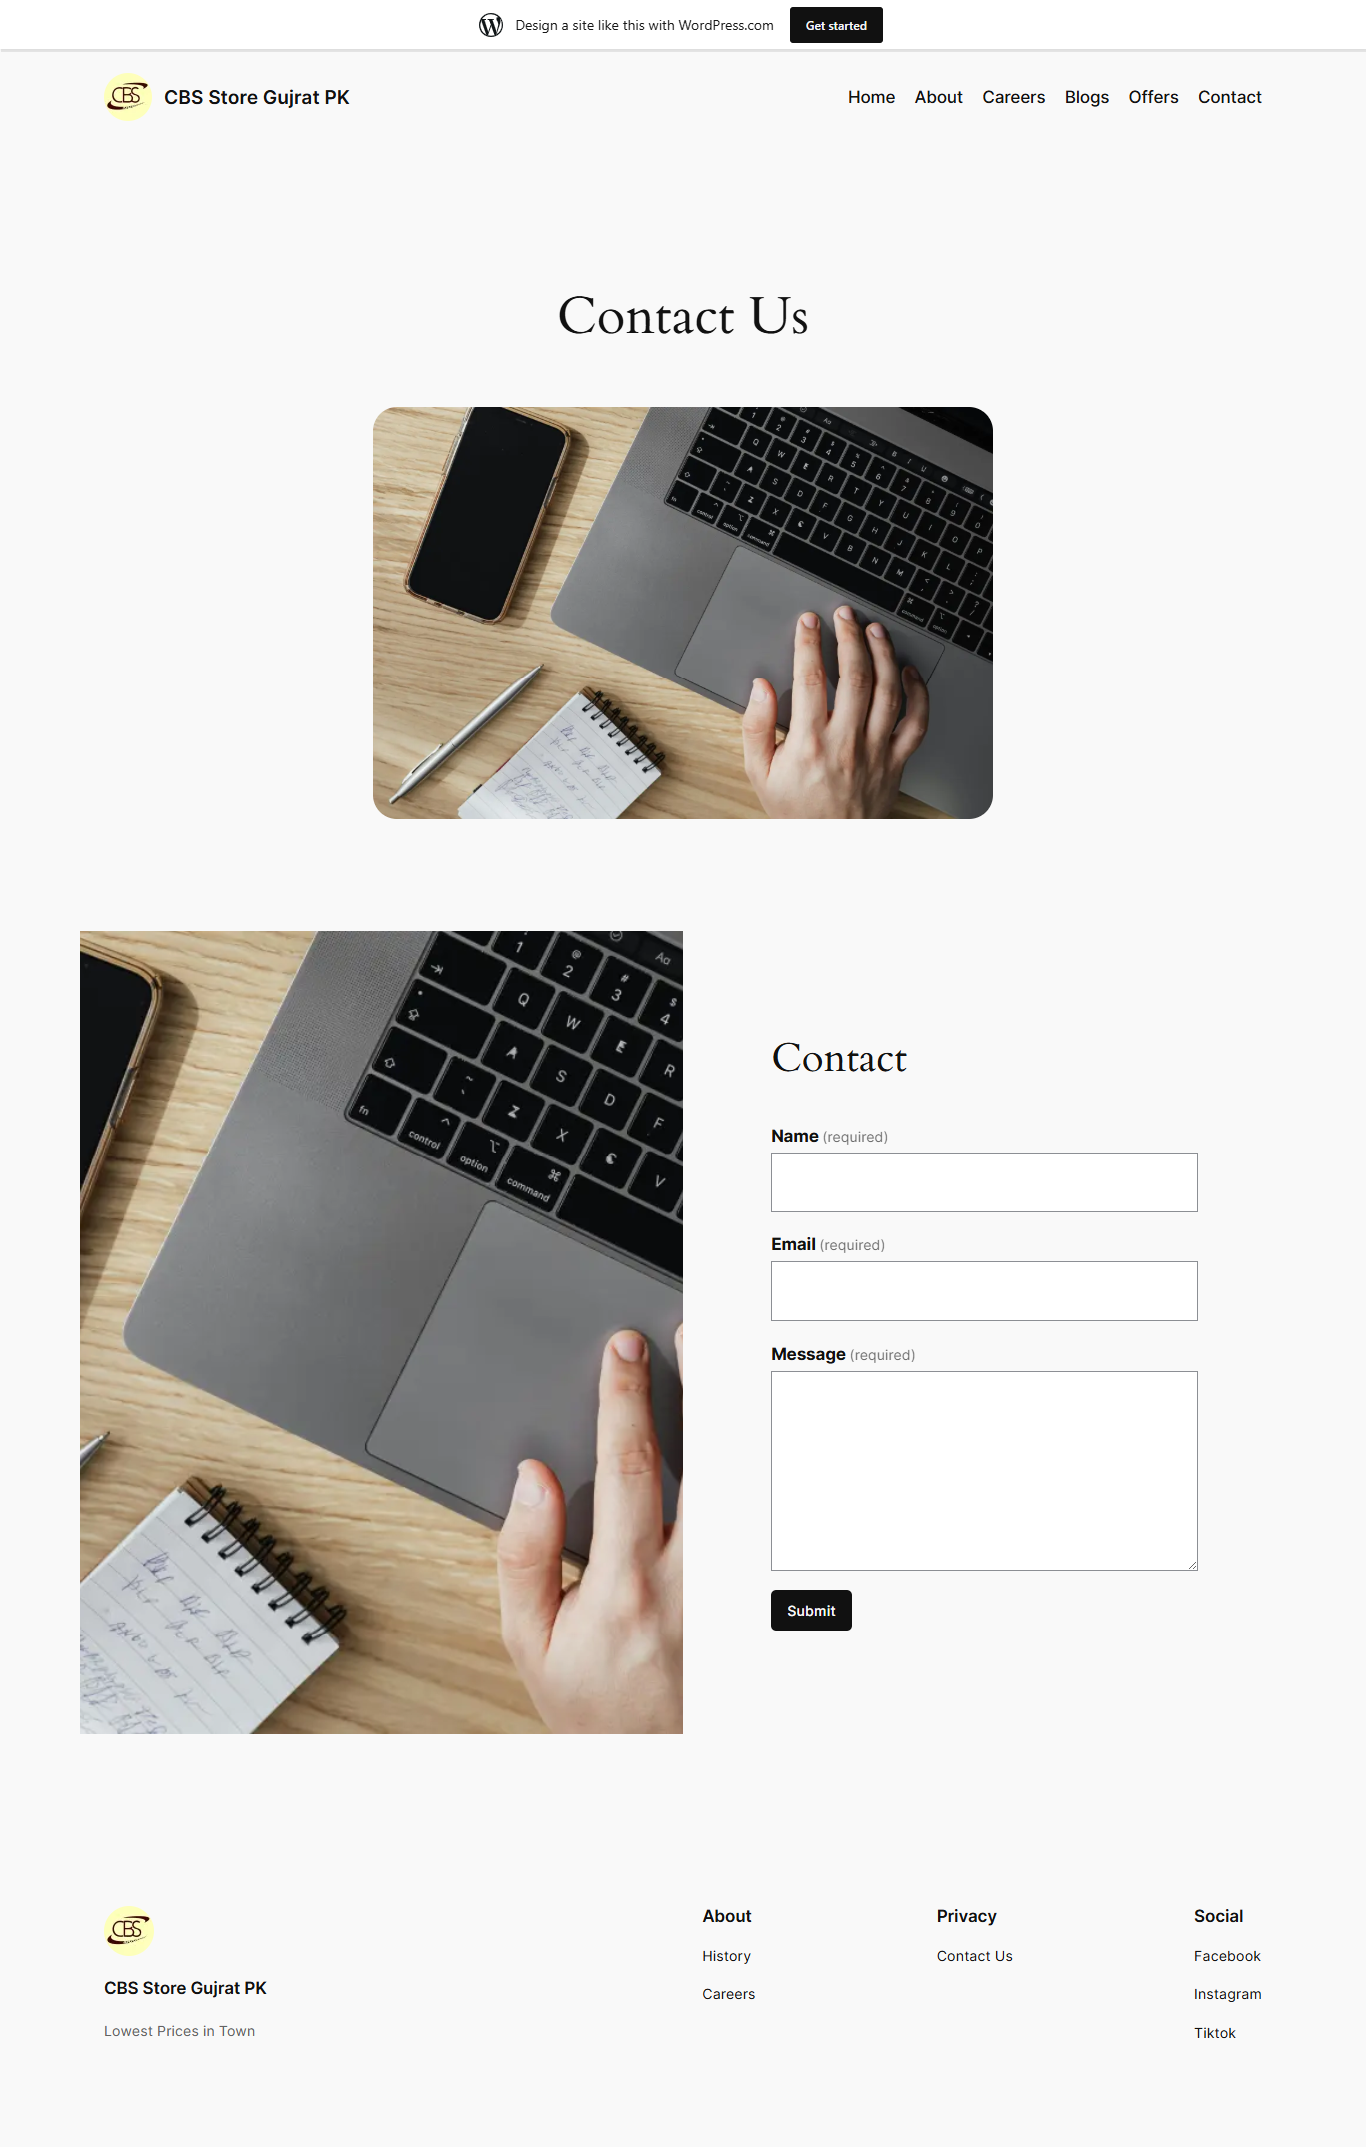 Design a site like this with WordPress.com
Get started
CBS
CBS Store Gujrat PK
Home About Careers Blogs Offers Contact
Contact Us
Contact
Name (required)
Email (required)
Message (required)
Submit
CBS
CBS Store Gujrat PK
Lowest Prices in Town
About
History
Careers
Privacy
Contact Us
Social
Facebook
Instagram
Tiktok